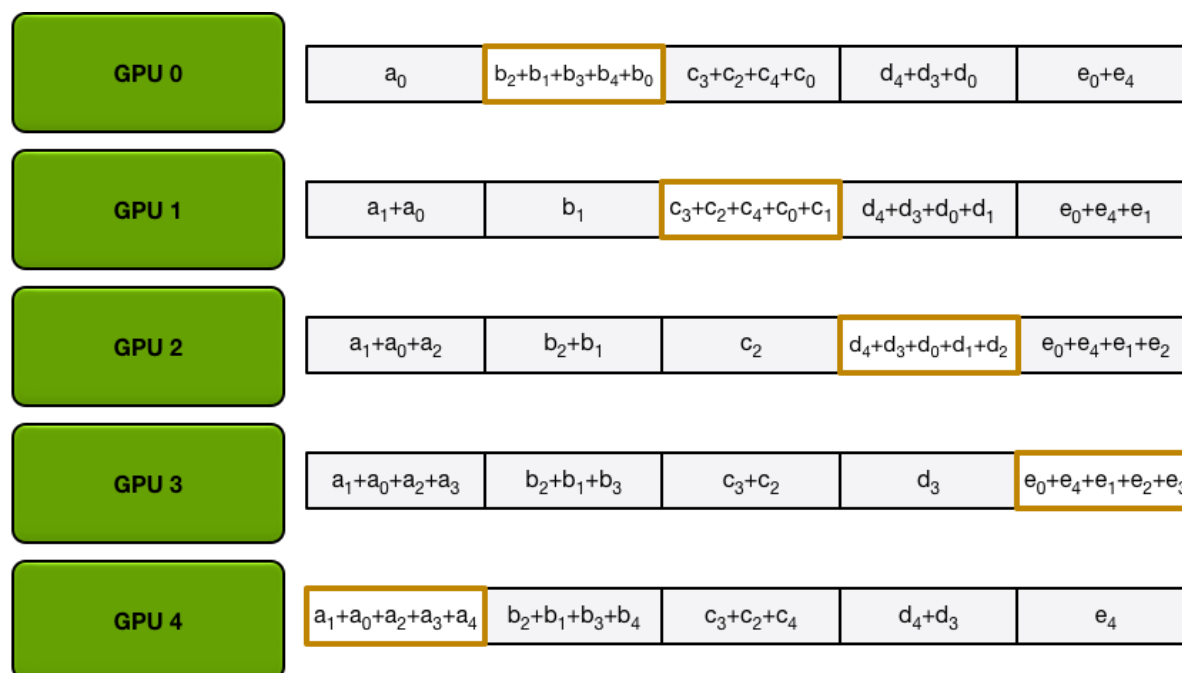 GPU 0 a₀ b₂+b₁+b₃+b₄+b₀ c₃+c₂+c₄+c₀ d₄+d₃+d₀ e₀+e₄
GPU 1 a₁+a₀ b₁ c₃+c₂+c₄+c₀+c₁ d₄+d₃+d₀+d₁ e₀+e₄+e₁
GPU 2 a₁+a₀+a₂ b₂+b₁ c₂ d₄+d₃+d₀+d₁+d₂ e₀+e₄+e₁+e₂
GPU 3 a₁+a₀+a₂+a₃ b₂+b₁+b₃ c₃+c₂ d₃ e₀+e₄+e₁+e₂+e₃
GPU 4 a₁+a₀+a₂+a₃+a₄ b₂+b₁+b₃+b₄ c₃+c₂+c₄ d₄+d₃ e₄